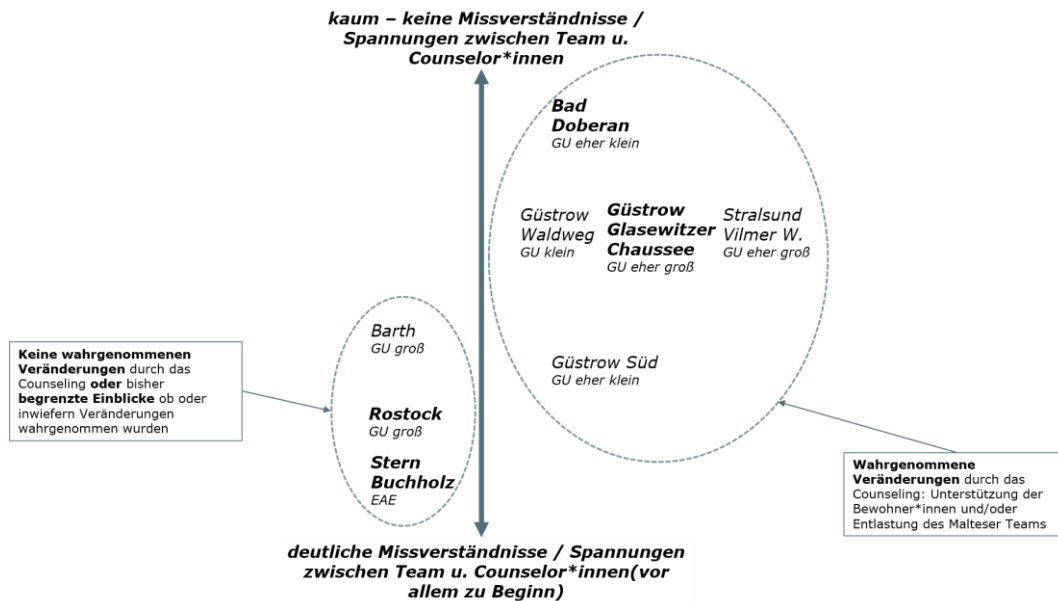 kaum – keine Missverständnisse /
Spannungen zwischen Team u.
Counselor*innen
Bad
Doberan
GU eher klein
Güstrow
Waldweg
GU klein
Güstrow
Glasewitzer
Chaussee
GU eher groß
Stralsund
Vilmer W.
GU eher groß
Barth
GU groß
Güstrow Süd
GU eher klein
Keine wahrgenommenen
Veränderungen durch das
Counseling oder bisher
begrenzte Einblicke ob oder
inwiefern Veränderungen
wahrgenommen wurden
Rostock
GU groß
Stern
Buchholz
EAE
Wahrgenommene
Veränderungen durch das
Counseling: Unterstützung der
Bewohner*innen und/oder
Entlastung des Malteser Teams
deutliche Missverständnisse / Spannungen
zwischen Team u. Counselor*innen(vor
allem zu Beginn)